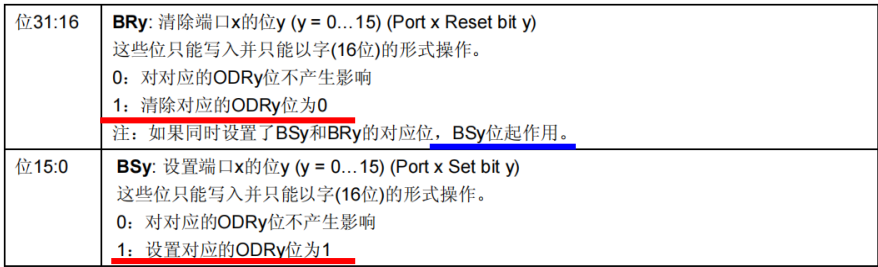 位31:16
BRy: 清除端口x的位y (y = 0…15) (Port x Reset bit y)
这些位只能写入并只能以字(16位)的形式操作。
0：对对应的ODRy位不产生影响
1：清除对应的ODRy位为0
注：如果同时设置了BSy和BRy的对应位，BSy位起作用。
位15:0
BSy: 设置端口x的位y (y = 0…15) (Port x Set bit y)
这些位只能写入并只能以字(16位)的形式操作。
0：对对应的ODRy位不产生影响
1：设置对应的ODRy位为1